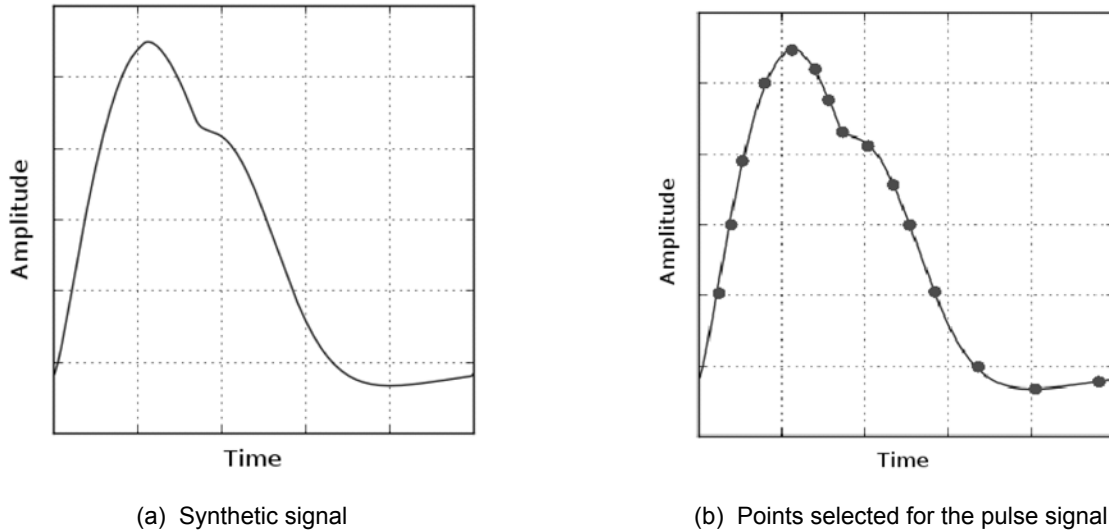 Amplitude
Time
(a) Synthetic signal
Amplitude
Time
(b) Points selected for the pulse signal